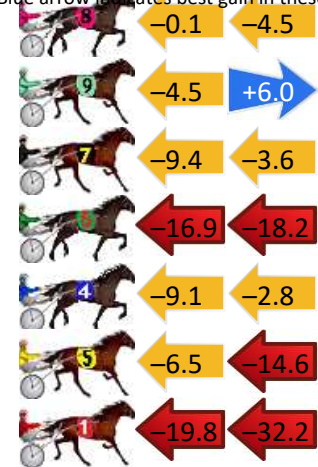 Blue arrow indicates best gain in these
8 –0.1 –4.5
9 –4.5 +6.0
7 –9.4 –3.6
–16.9 –18.2
4 –9.1 –2.8
5 –6.5 –14.6
1 –19.8 –32.2